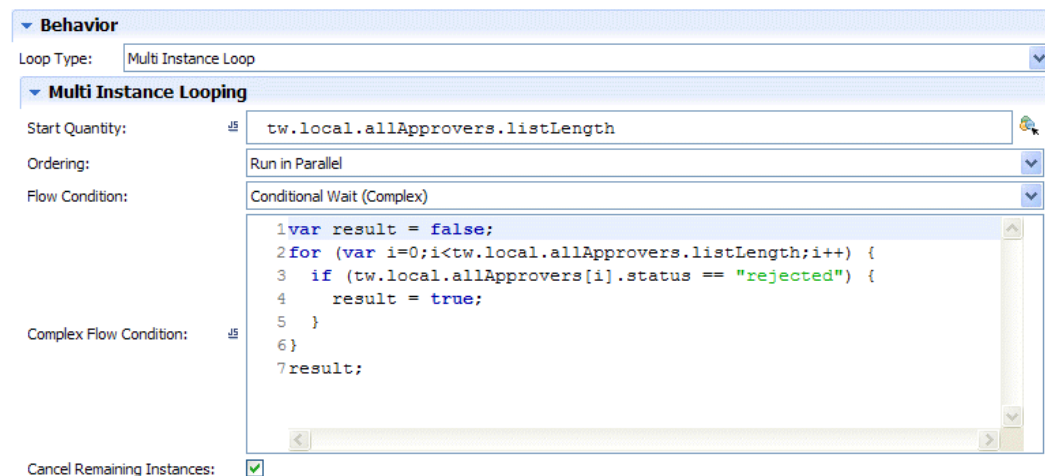 Behavior
Loop Type: Multi Instance Loop
Multi Instance Looping
Start Quantity: JS tw.local.allApprovers.listLength
Ordering: Run in Parallel
Flow Condition: Conditional Wait (Complex)
1 var result = false;
2 for (var i=0;i<tw.local.allApprovers.listLength;i++) {
3   if (tw.local.allApprovers[i].status == "rejected") {
4     result = true;
5   }
6 }
Complex Flow Condition: JS
7 result;
Cancel Remaining Instances: